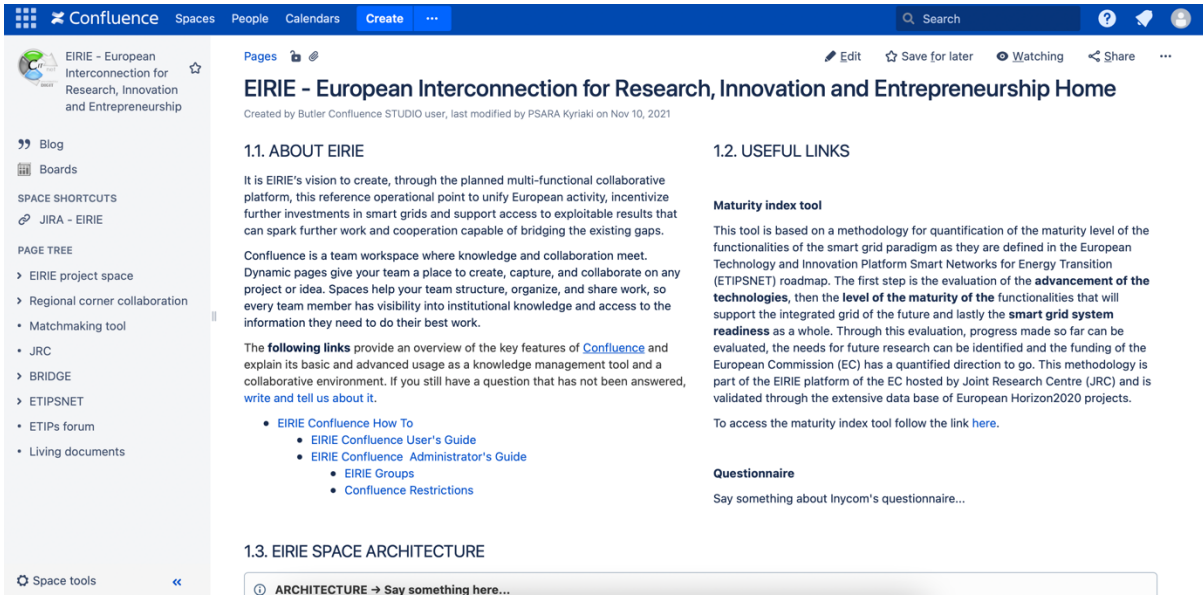 Confluence Spaces People Calendars Create ··· Search
EIRIE - European
Interconnection for
Research, Innovation
and Entrepreneurship
Blog
Boards
SPACE SHORTCUTS
JIRA - EIRIE
PAGE TREE
EIRIE project space
Regional corner collaboration
Matchmaking tool
JRC
BRIDGE
ETIPSNET
ETIPs forum
Living documents
Space tools
Pages
Edit Save for later Watching Share ···
EIRIE - European Interconnection for Research, Innovation and Entrepreneurship Home
Created by Butler Confluence STUDIO user, last modified by PSARA Kyriaki on Nov 10, 2021
1.1. ABOUT EIRIE
It is EIRIE's vision to create, through the planned multi-functional collaborative
platform, this reference operational point to unify European activity, incentivize
further investments in smart grids and support access to exploitable results that
can spark further work and cooperation capable of bridging the existing gaps.
Confluence is a team workspace where knowledge and collaboration meet.
Dynamic pages give your team a place to create, capture, and collaborate on any
project or idea. Spaces help your team structure, organize, and share work, so
every team member has visibility into institutional knowledge and access to the
information they need to do their best work.
The following links provide an overview of the key features of Confluence and
explain its basic and advanced usage as a knowledge management tool and a
collaborative environment. If you still have a question that has not been answered,
write and tell us about it.
• EIRIE Confluence How To
• EIRIE Confluence User's Guide
• EIRIE Confluence Administrator's Guide
• EIRIE Groups
• Confluence Restrictions
1.2. USEFUL LINKS
Maturity index tool
This tool is based on a methodology for quantification of the maturity level of the
functionalities of the smart grid paradigm as they are defined in the European
Technology and Innovation Platform Smart Networks for Energy Transition
(ETIPSNET) roadmap. The first step is the evaluation of the advancement of the
technologies, then the level of the maturity of the functionalities that will
support the integrated grid of the future and lastly the smart grid system
readiness as a whole. Through this evaluation, progress made so far can be
evaluated, the needs for future research can be identified and the funding of the
European Commission (EC) has a quantified direction to go. This methodology is
part of the EIRIE platform of the EC hosted by Joint Research Centre (JRC) and is
validated through the extensive data base of European Horizon2020 projects.
To access the maturity index tool follow the link here.
Questionnaire
Say something about Inycom's questionnaire...
1.3. EIRIE SPACE ARCHITECTURE
ARCHITECTURE → Say something here...